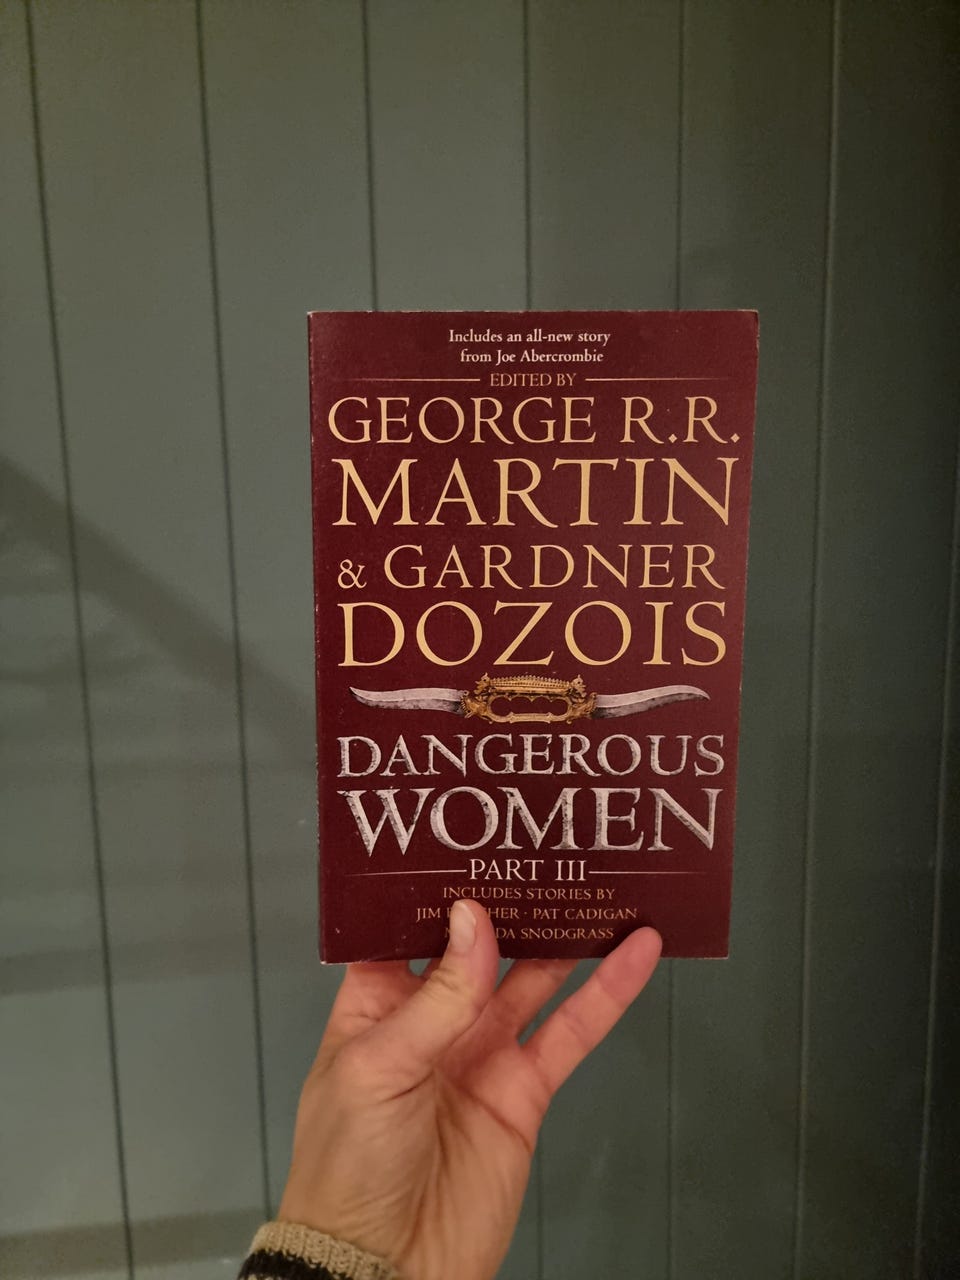 Includes an all-new story
from Joe Abercrombie
EDITED BY
GEORGE R.R.
MARTIN
& GARDNER
DOZOIS
DANGEROUS
WOMEN
PART III
INCLUDES STORIES BY
JIM · PAT CADIGAN
SNODGRASS